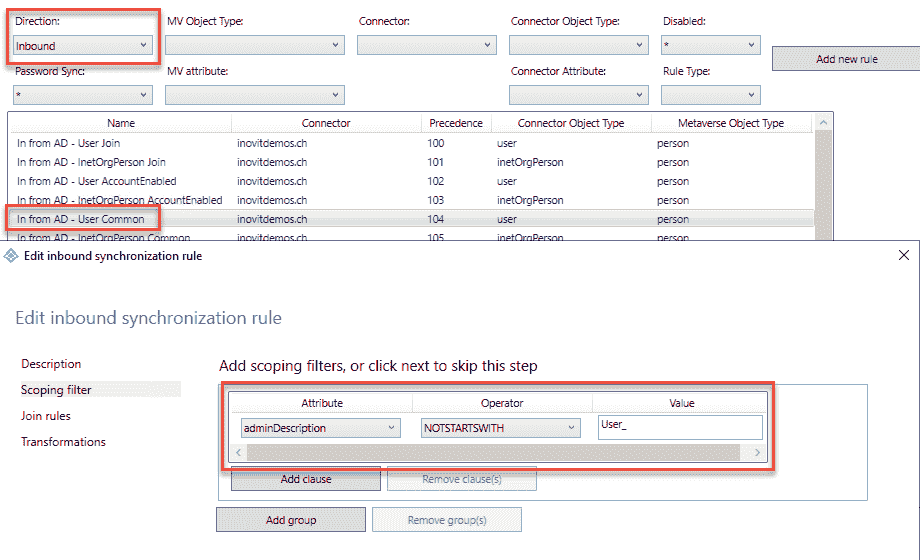 Direction: MV Object Type: Connector: Connector Object Type: Disabled:
Inbound *
Add new rule
Password Sync: MV attribute: Connector Attribute: Rule Type:
*
Name Connector Precedence Connector Object Type Metaverse Object Type
In from AD - User Join inovitdemos.ch 100 user person
In from AD - InetOrgPerson Join inovitdemos.ch 101 inetOrgPerson person
In from AD - User AccountEnabled inovitdemos.ch 102 user person
In from AD - InetOrgPerson AccountEnabled inovitdemos.ch 103 inetOrgPerson person
In from AD - User Common inovitdemos.ch 104 user person
In from AD - InetOrgPerson Common inovitdemos.ch 105 inetOrgPerson person
Edit inbound synchronization rule
Edit inbound synchronization rule
Description
Scoping filter
Join rules
Transformations
Add scoping filters, or click next to skip this step
Attribute Operator Value
adminDescription NOTSTARTSWITH User_
Add clause Remove clause(s)
Add group Remove group(s)